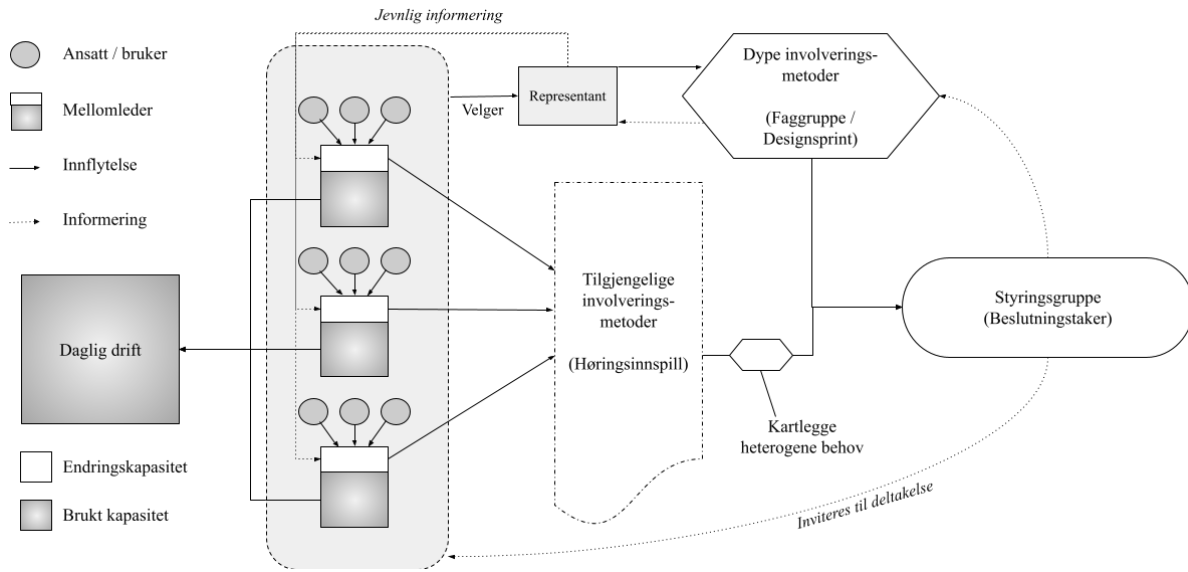 Jevnlig informering
Ansatt / bruker
Mellomleder
Innflytelse
Informering
Velger
Representant
Dype involverings-
metoder
(Faggruppe /
Designsprint)
Tilgjengelige
involverings-
metoder
(Høringsinnspill)
Styringsgruppe
(Beslutningstaker)
Daglig drift
Kartlegge
heterogene behov
Endringskapasitet
Brukt kapasitet
Inviteres til deltakelse